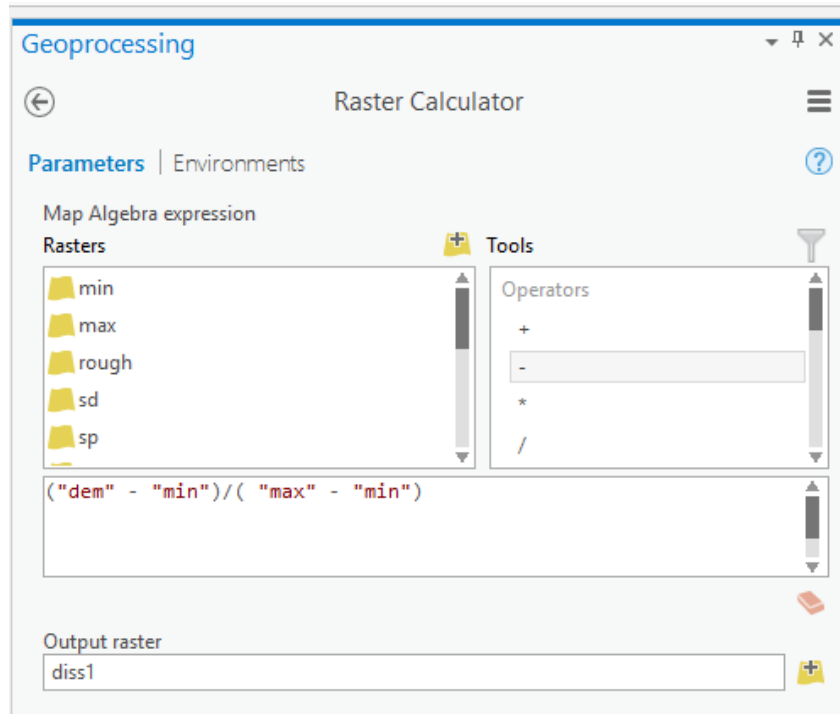 Geoprocessing
Raster Calculator
Parameters | Environments
Map Algebra expression
Rasters
Tools
min
max
rough
sd
sp
Operators
+
-
*
/
("dem" - "min")/( "max" - "min")
Output raster
diss1